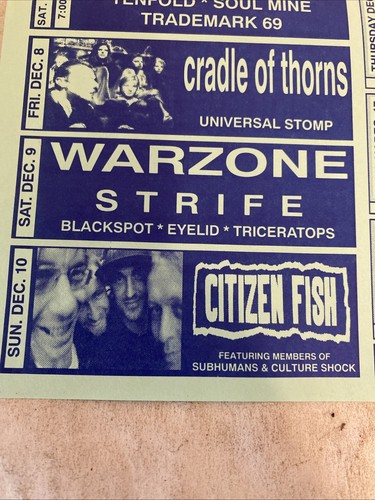 SAT.
7:00
TENFOLD * SOUL MINE
TRADEMARK 69
FRI. DEC. 8
cradle of thorns
UNIVERSAL STOMP
SAT. DEC. 9
WARZONE
STRIFE
BLACKSPOT * EYELID * TRICERATOPS
SUN. DEC. 10
CITIZEN FISH
FEATURING MEMBERS OF
SUBHUMANS & CULTURE SHOCK
THURSDAY DE